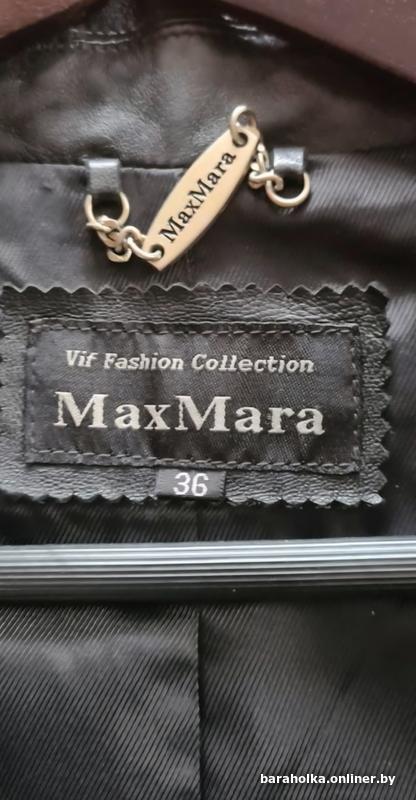 MaxMara
Vif Fashion Collection
MaxMara
36
baraholka.onliner.by